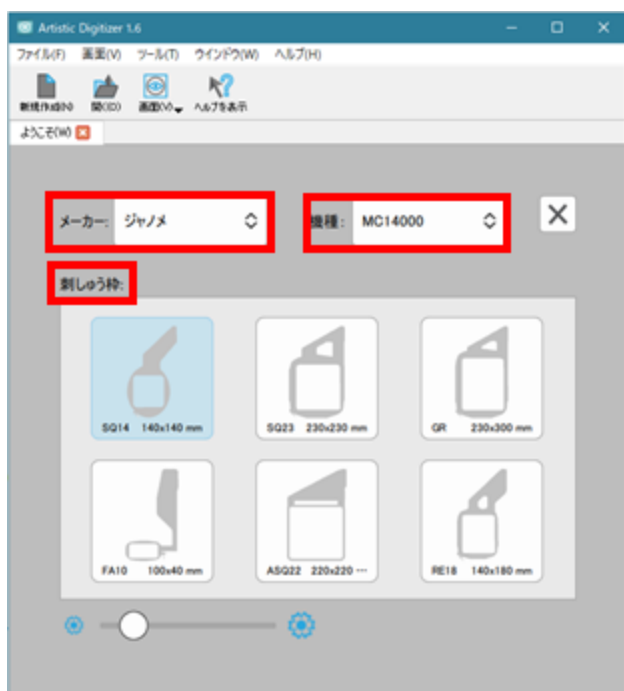 Artistic Digitizer 1.6
ファイル(F) 画面(V) ツール(T) ウインドウ(W) ヘルプ(H)
新規作成(N) 開く(O) 画面(V) ヘルプを表示
ようこそ(W)
メーカー: ジャノメ 機種: MC14000
刺しゅう枠:
SQ14 140x140 mm SQ23 230x230 mm GR 230x300 mm
FA10 100x40 mm ASQ22 220x220 ... RE18 140x180 mm